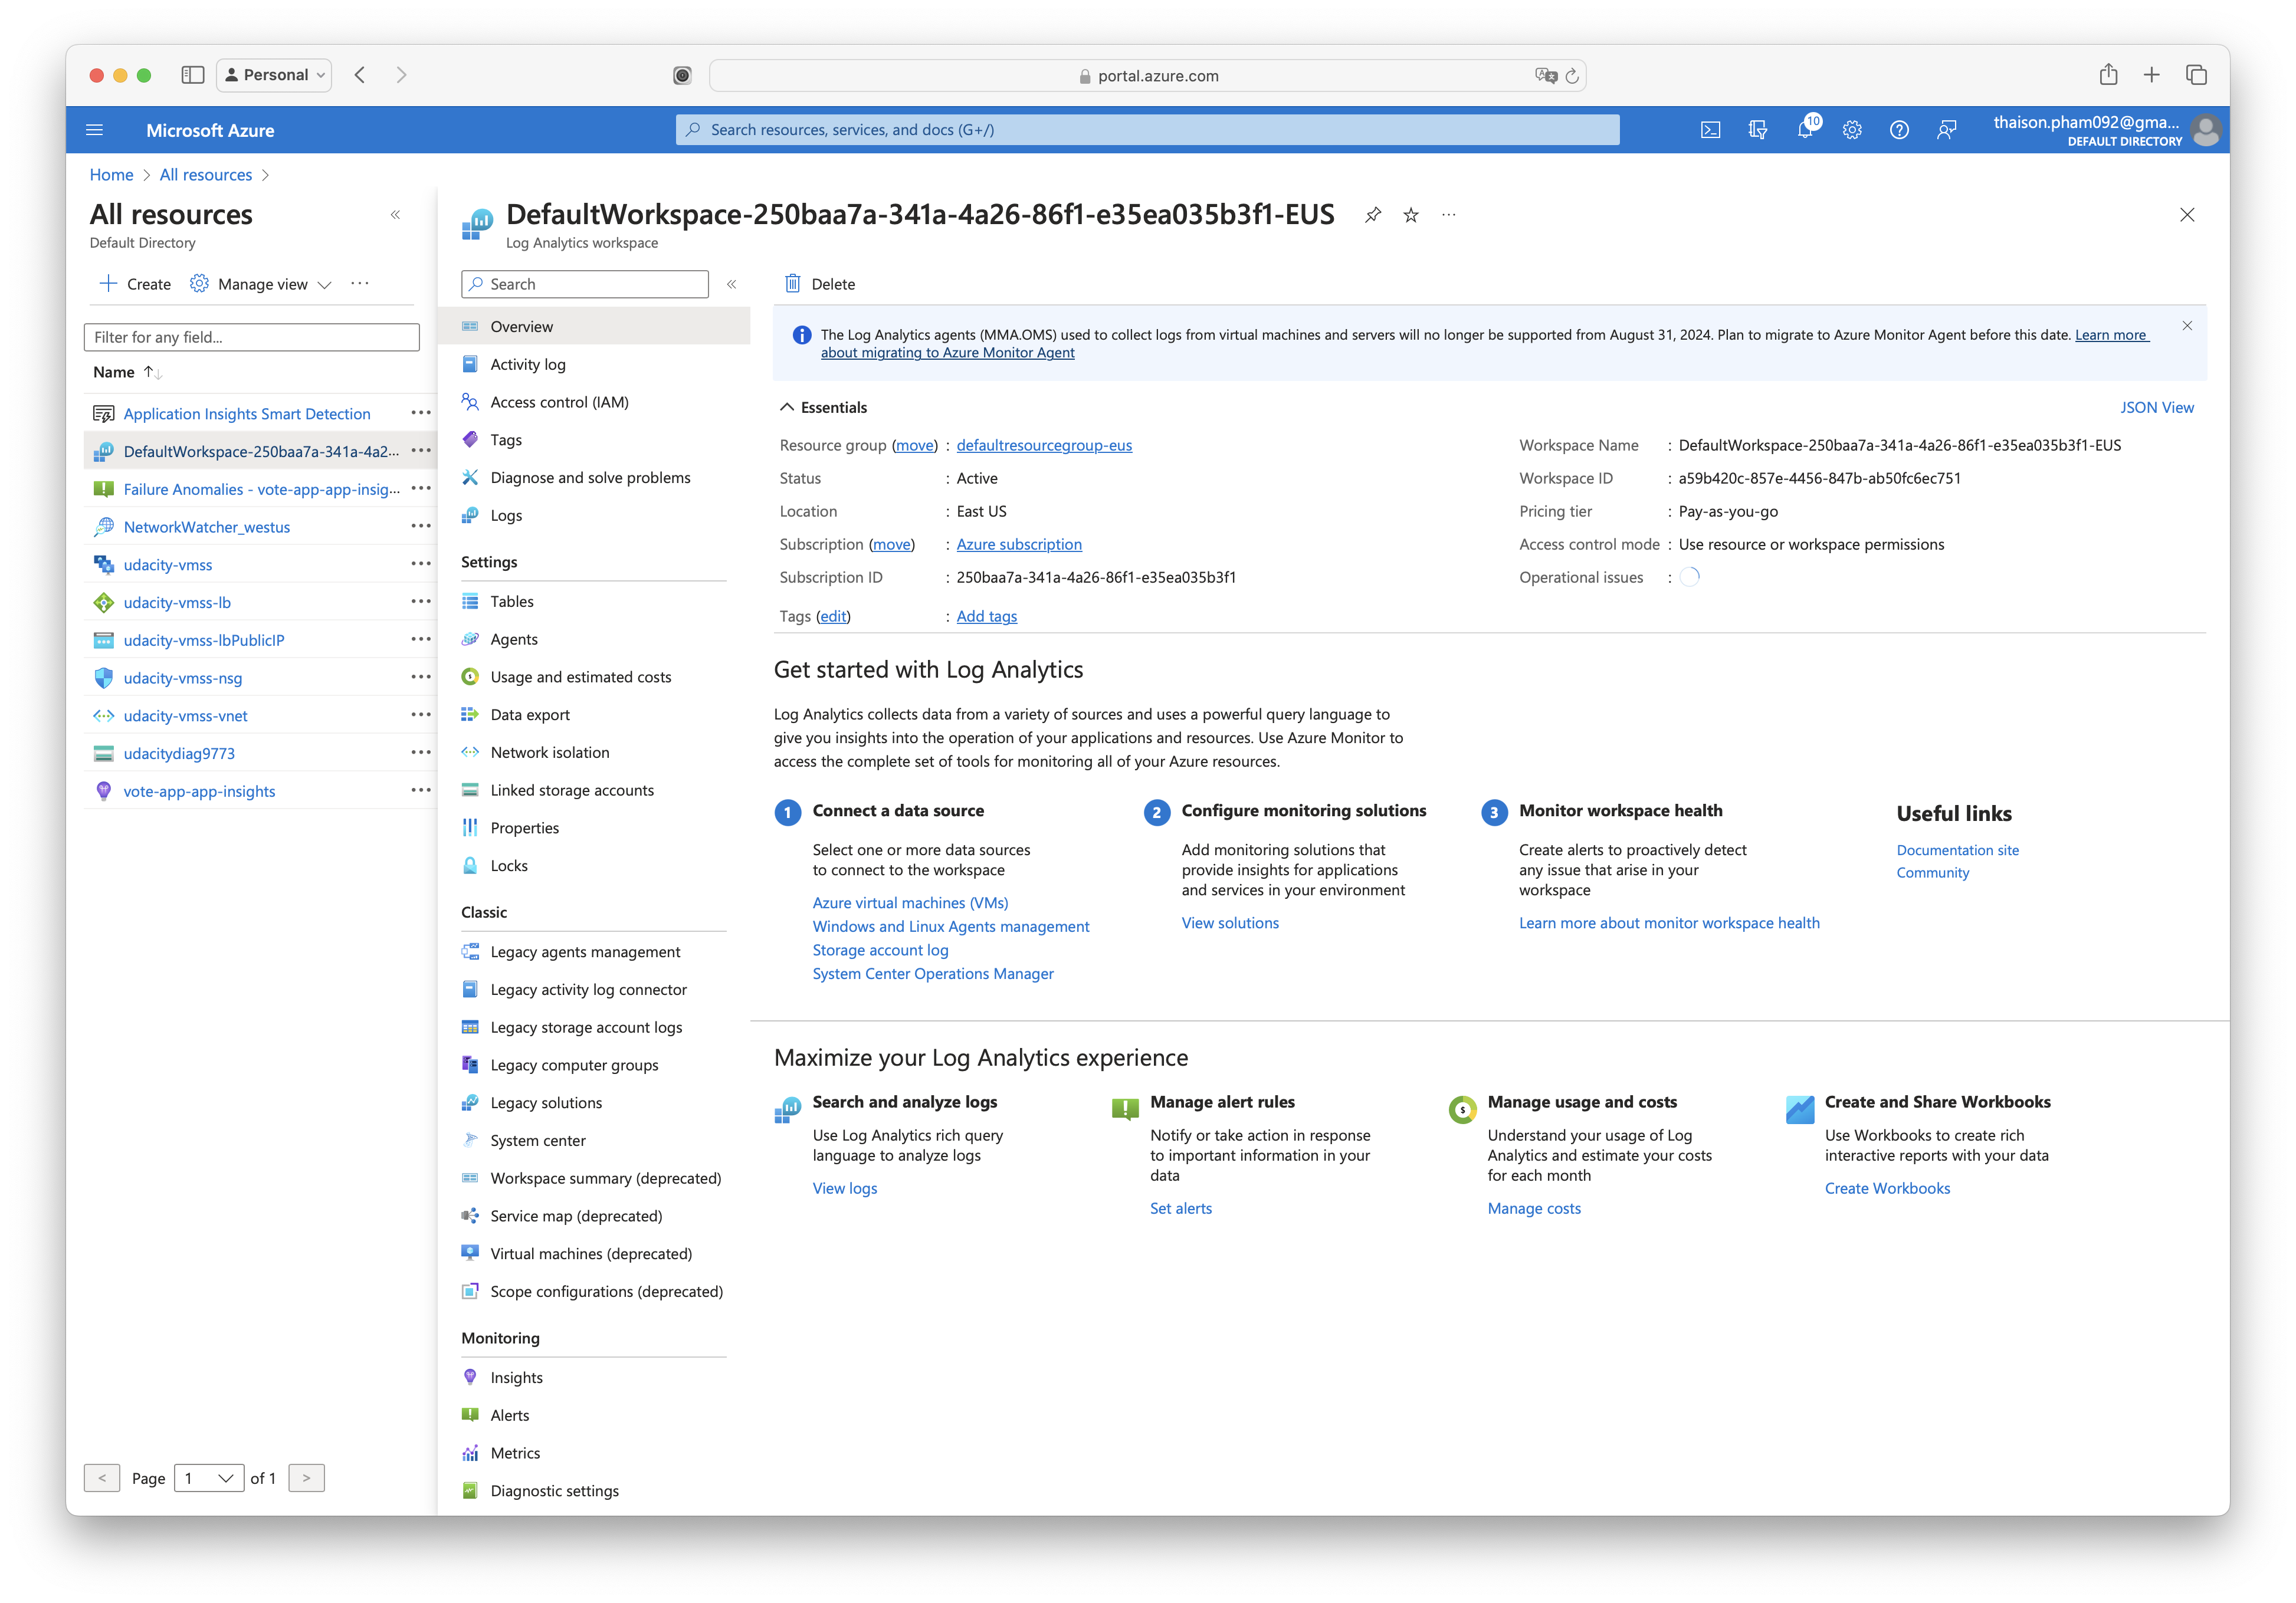 Personal
portal.azure.com
Microsoft Azure
Search resources, services, and docs (G+/)
10
thaison.pham092@gma...
DEFAULT DIRECTORY
Home > All resources >
All resources
Default Directory
Create
Manage view
Filter for any field...
Name
Application Insights Smart Detection
DefaultWorkspace-250baa7a-341a-4a2...
Failure Anomalies - vote-app-app-insig...
NetworkWatcher_westus
udacity-vmss
udacity-vmss-lb
udacity-vmss-lbPublicIP
udacity-vmss-nsg
udacity-vmss-vnet
udacitydiag9773
vote-app-app-insights
< Page 1 of 1 >
DefaultWorkspace-250baa7a-341a-4a26-86f1-e35ea035b3f1-EUS
Log Analytics workspace
Search
Overview
Activity log
Access control (IAM)
Tags
Diagnose and solve problems
Logs
Settings
Tables
Agents
Usage and estimated costs
Data export
Network isolation
Linked storage accounts
Properties
Locks
Classic
Legacy agents management
Legacy activity log connector
Legacy storage account logs
Legacy computer groups
Legacy solutions
System center
Workspace summary (deprecated)
Service map (deprecated)
Virtual machines (deprecated)
Scope configurations (deprecated)
Monitoring
Insights
Alerts
Metrics
Diagnostic settings
Delete
The Log Analytics agents (MMA.OMS) used to collect logs from virtual machines and servers will no longer be supported from August 31, 2024. Plan to migrate to Azure Monitor Agent before this date. Learn more
about migrating to Azure Monitor Agent
Essentials
JSON View
Resource group (move) : defaultresourcegroup-eus
Status : Active
Location : East US
Subscription (move) : Azure subscription
Subscription ID : 250baa7a-341a-4a26-86f1-e35ea035b3f1
Tags (edit) : Add tags
Workspace Name : DefaultWorkspace-250baa7a-341a-4a26-86f1-e35ea035b3f1-EUS
Workspace ID : a59b420c-857e-4456-847b-ab50fc6ec751
Pricing tier : Pay-as-you-go
Access control mode : Use resource or workspace permissions
Operational issues :
Get started with Log Analytics
Log Analytics collects data from a variety of sources and uses a powerful query language to
give you insights into the operation of your applications and resources. Use Azure Monitor to
access the complete set of tools for monitoring all of your Azure resources.
1 Connect a data source
Select one or more data sources
to connect to the workspace
Azure virtual machines (VMs)
Windows and Linux Agents management
Storage account log
System Center Operations Manager
2 Configure monitoring solutions
Add monitoring solutions that
provide insights for applications
and services in your environment
View solutions
3 Monitor workspace health
Create alerts to proactively detect
any issue that arise in your
workspace
Learn more about monitor workspace health
Useful links
Documentation site
Community
Maximize your Log Analytics experience
Search and analyze logs
Use Log Analytics rich query
language to analyze logs
View logs
Manage alert rules
Notify or take action in response
to important information in your
data
Set alerts
Manage usage and costs
Understand your usage of Log
Analytics and estimate your costs
for each month
Manage costs
Create and Share Workbooks
Use Workbooks to create rich
interactive reports with your data
Create Workbooks